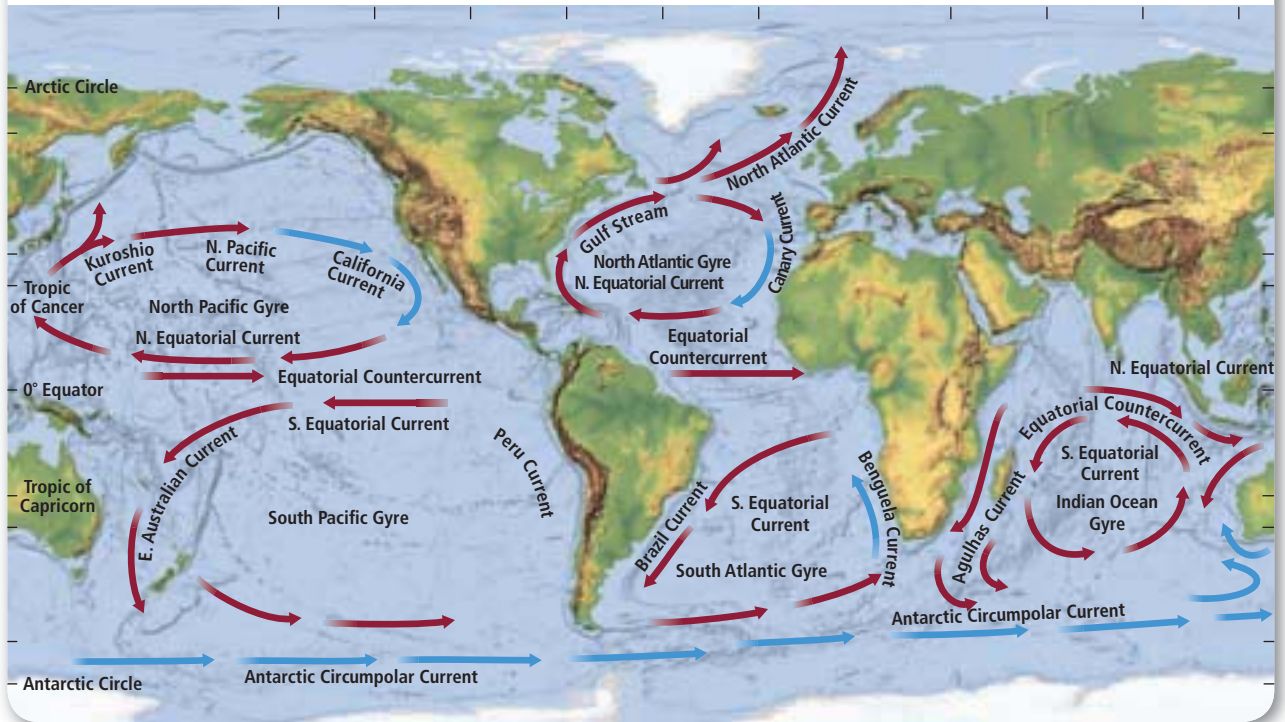 Arctic Circle
North Atlantic Current
Gulf Stream
Canary Current
Kuroshio
Current
N. Pacific
Current
California
Current
North Atlantic Gyre
N. Equatorial Current
Tropic
of Cancer
North Pacific Gyre
N. Equatorial Current
Equatorial
Countercurrent
N. Equatorial Current
0° Equator
Equatorial Countercurrent
Equatorial Countercurrent
S. Equatorial Current
E. Australian Current
Peru Current
Benguela Current
S. Equatorial
Current
Tropic of
Capricorn
Brazil Current
S. Equatorial
Current
Agulhas Current
Indian Ocean
Gyre
South Pacific Gyre
South Atlantic Gyre
Antarctic Circumpolar Current
Antarctic Circle
Antarctic Circumpolar Current